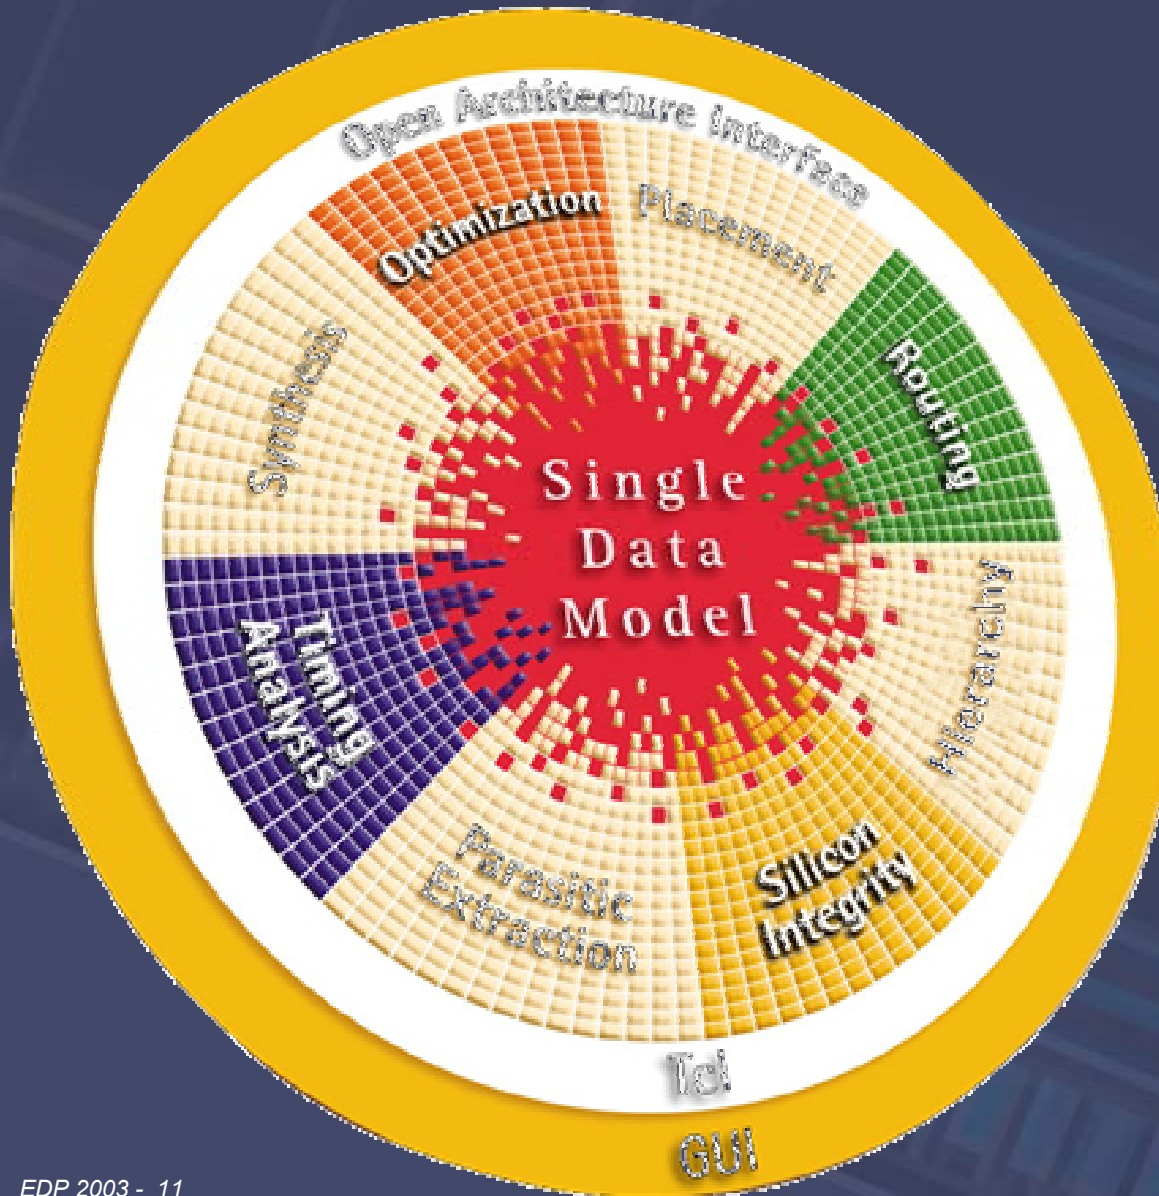 Open Architecture Interface
Optimization
Placement
Synthesis
Routing
Single
Data
Model
Timing
Analysis
Hierarchy
Parasitic
Extraction
Silicon
Integrity
Tcl
GUI
EDP 2003 - 11